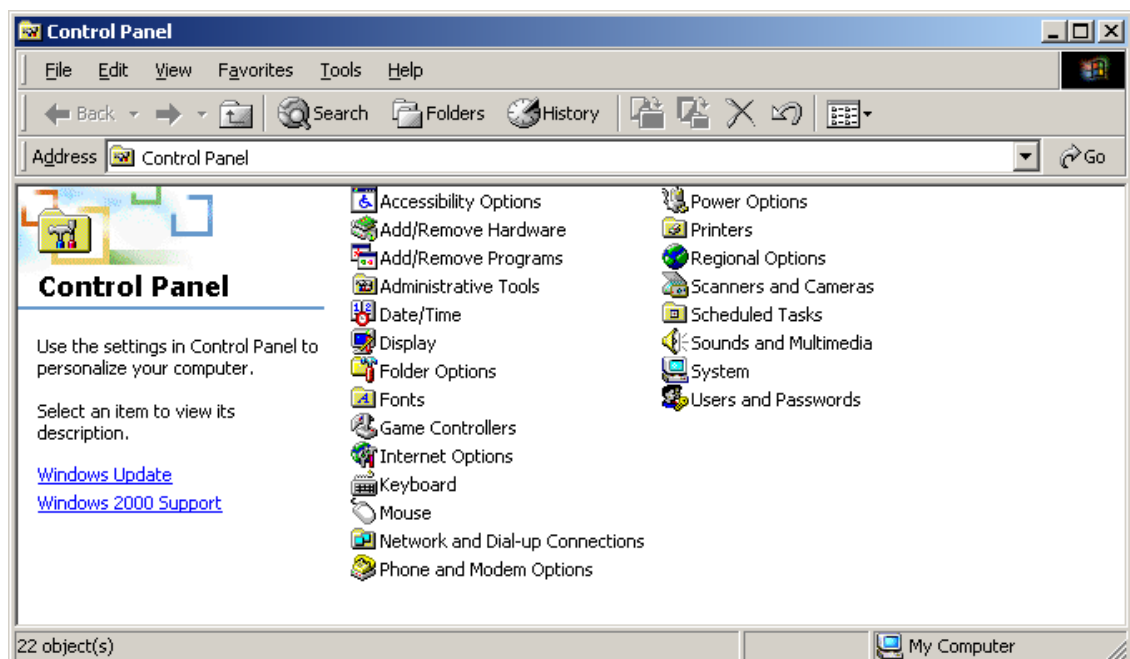 Control Panel
File Edit View Favorites Tools Help
Back Search Folders History
Address Control Panel Go
Control Panel
Use the settings in Control Panel to
personalize your computer.
Select an item to view its
description.
Windows Update
Windows 2000 Support
Accessibility Options
Add/Remove Hardware
Add/Remove Programs
Administrative Tools
Date/Time
Display
Folder Options
Fonts
Game Controllers
Internet Options
Keyboard
Mouse
Network and Dial-up Connections
Phone and Modem Options
Power Options
Printers
Regional Options
Scanners and Cameras
Scheduled Tasks
Sounds and Multimedia
System
Users and Passwords
22 object(s) My Computer